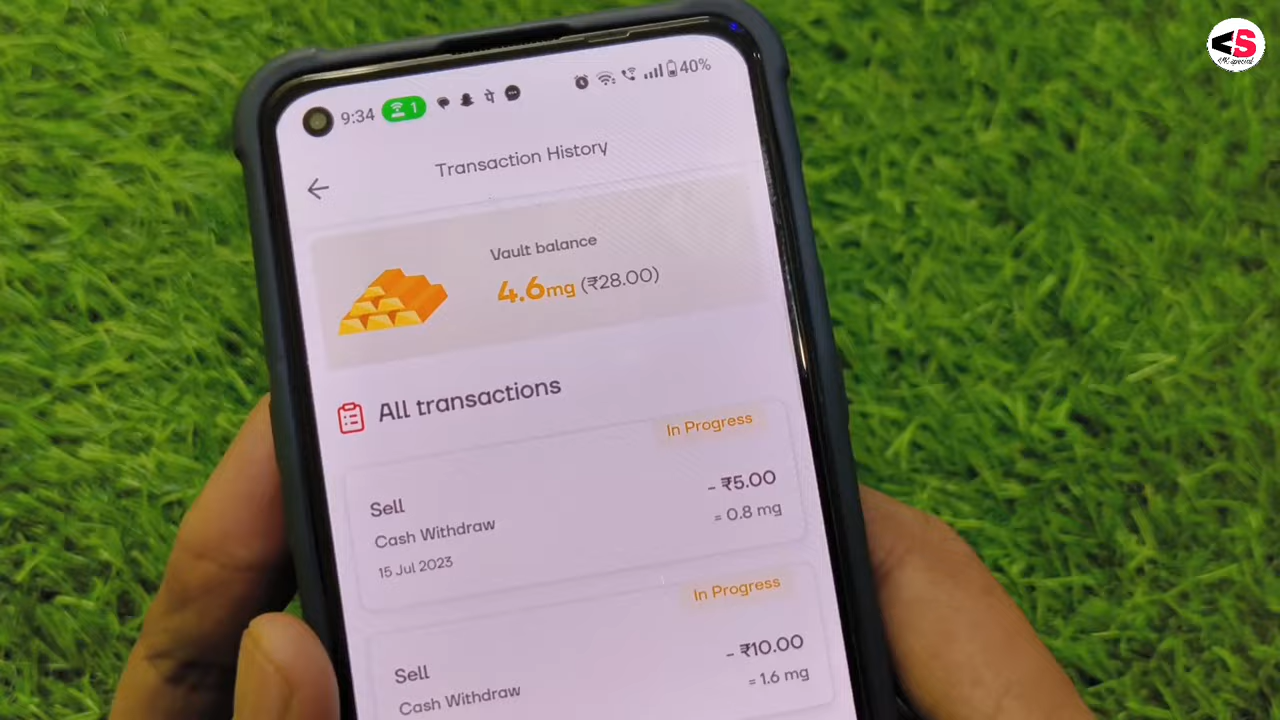 9:34
1
पे
40%
Transaction History
Vault balance
4.6mg (₹28.00)
All transactions
In Progress
Sell
- ₹5.00
Cash Withdraw
= 0.8 mg
15 Jul 2023
In Progress
Sell
- ₹10.00
Cash Withdraw
= 1.6 mg